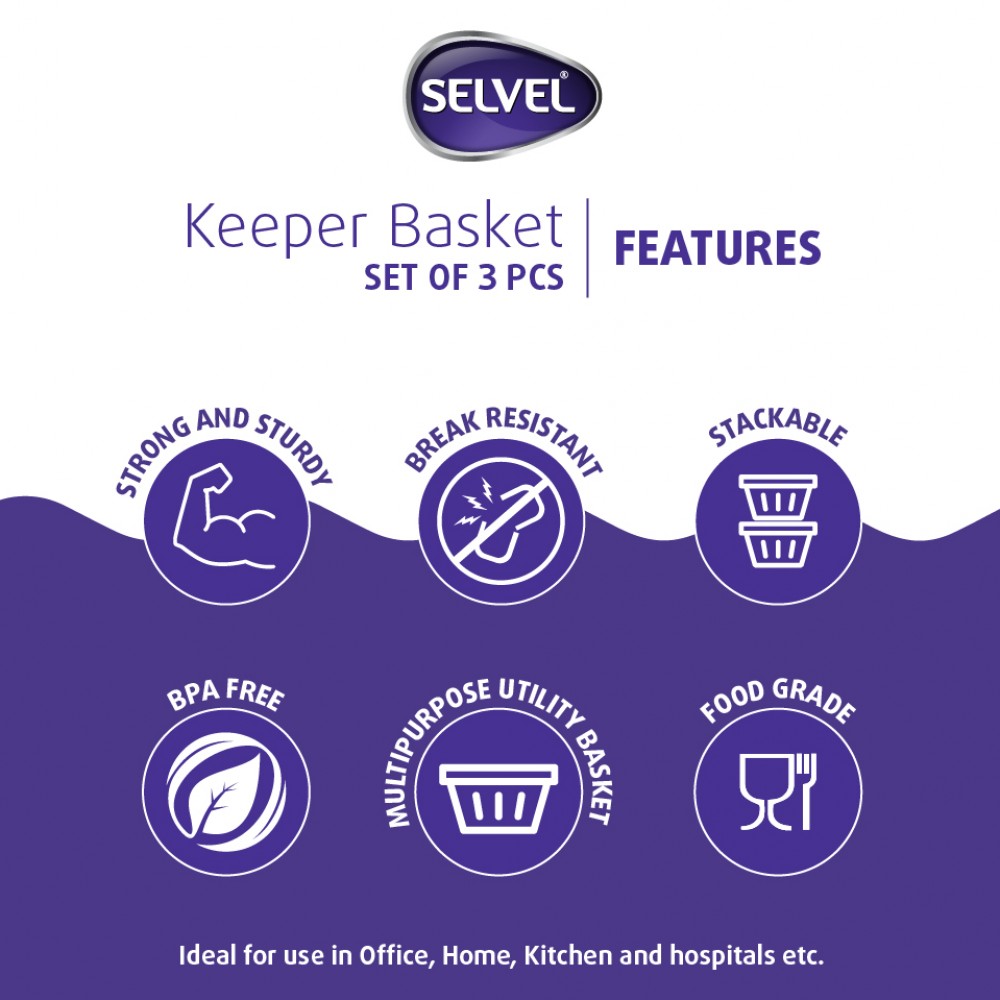 SELVEL®
Keeper Basket
SET OF 3 PCS
FEATURES
STRONG AND STURDY
BREAK RESISTANT
STACKABLE
BPA FREE
MULTIPURPOSE UTILITY BASKET
FOOD GRADE
Ideal for use in Office, Home, Kitchen and hospitals etc.